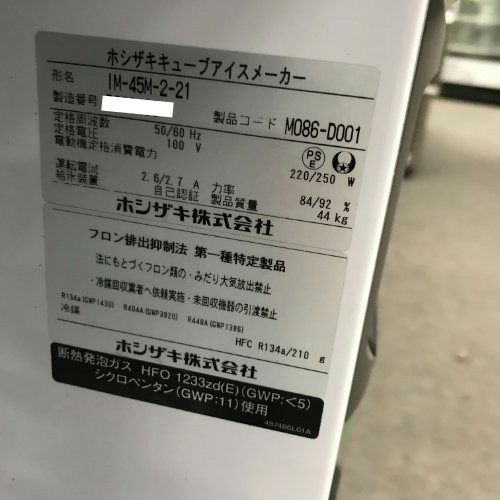 ホシザキキューブアイスメーカー
形名 IM-45M-2-21
製造番号
製品コード M086-D001
定格周波数 50/60 Hz
定格電圧 100 V
PS E
電動機定格消費電力 220/250 W
運転電流 2.6/2.7 A 力率 84/92 %
給水装置 自己認証 製品質量 44 kg
ホシザキ株式会社
フロン排出抑制法 第一種特定製品
法にもとづくフロン類の・みだり大気放出禁止
・冷媒回収業者へ依頼実施・未回収機器の引渡禁止
R134a(GWP1430) R404A(GWP3920) R448A(GWP1386)
冷媒 HFC R134a/210 g
ホシザキ株式会社
断熱発泡ガス HFO 1233zd(E)(GWP:<5)
シクロペンタン(GWP:11)使用
487486L01A